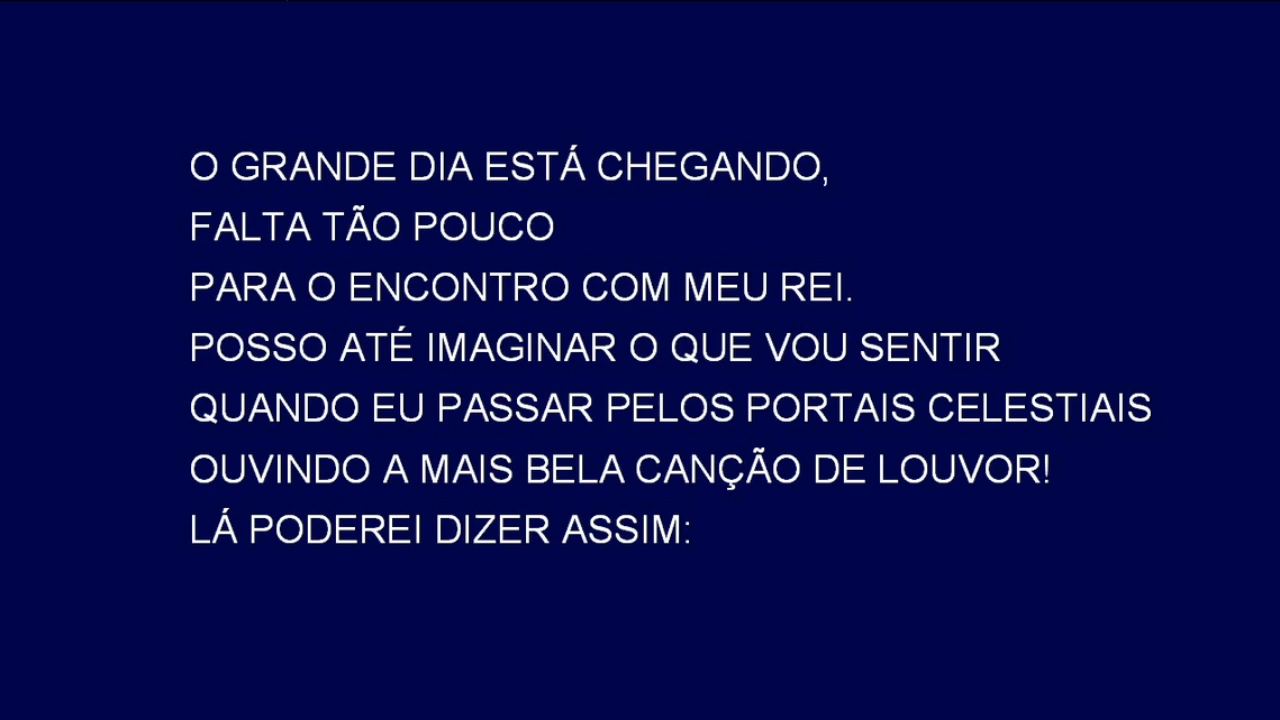 O GRANDE DIA ESTÁ CHEGANDO,
FALTA TÃO POUCO
PARA O ENCONTRO COM MEU REI.
POSSO ATÉ IMAGINAR O QUE VOU SENTIR
QUANDO EU PASSAR PELOS PORTAIS CELESTIAIS
OUVINDO A MAIS BELA CANÇÃO DE LOUVOR!
LÁ PODEREI DIZER ASSIM: